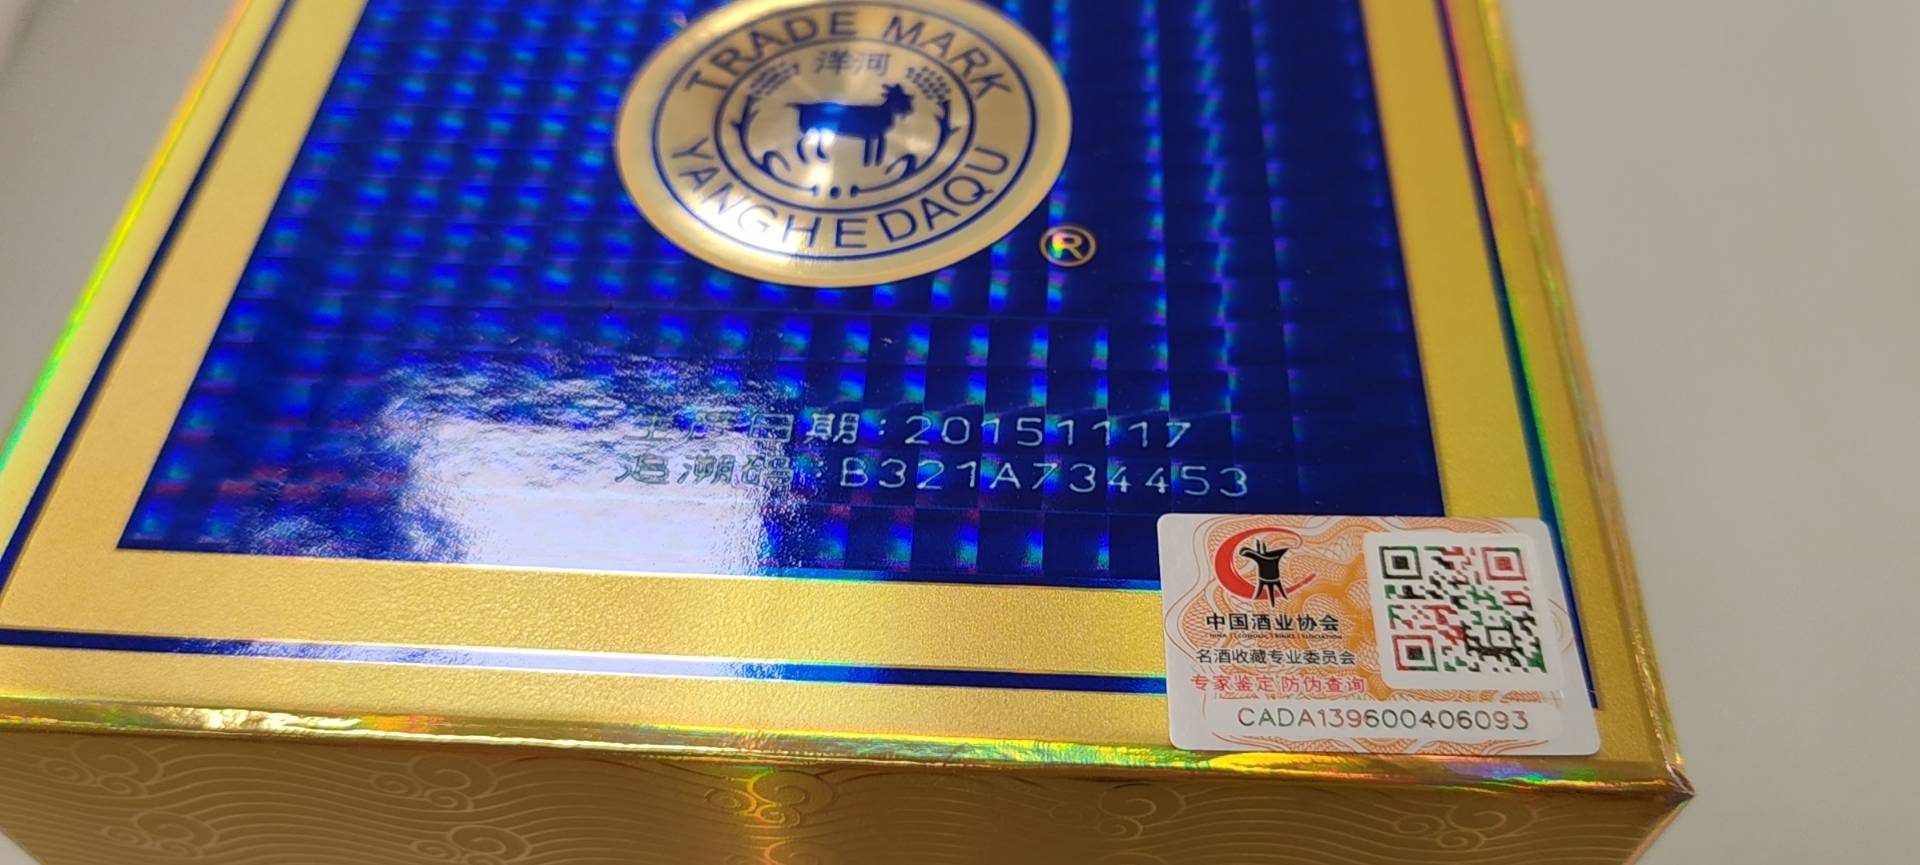 TRADE MARK
洋河
YANGHEDAQU
®
生产日期:20151117
追溯码:B321A734453
中国酒业协会
名酒收藏专业委员会
专家鉴定 防伪查询
CADA139600406093